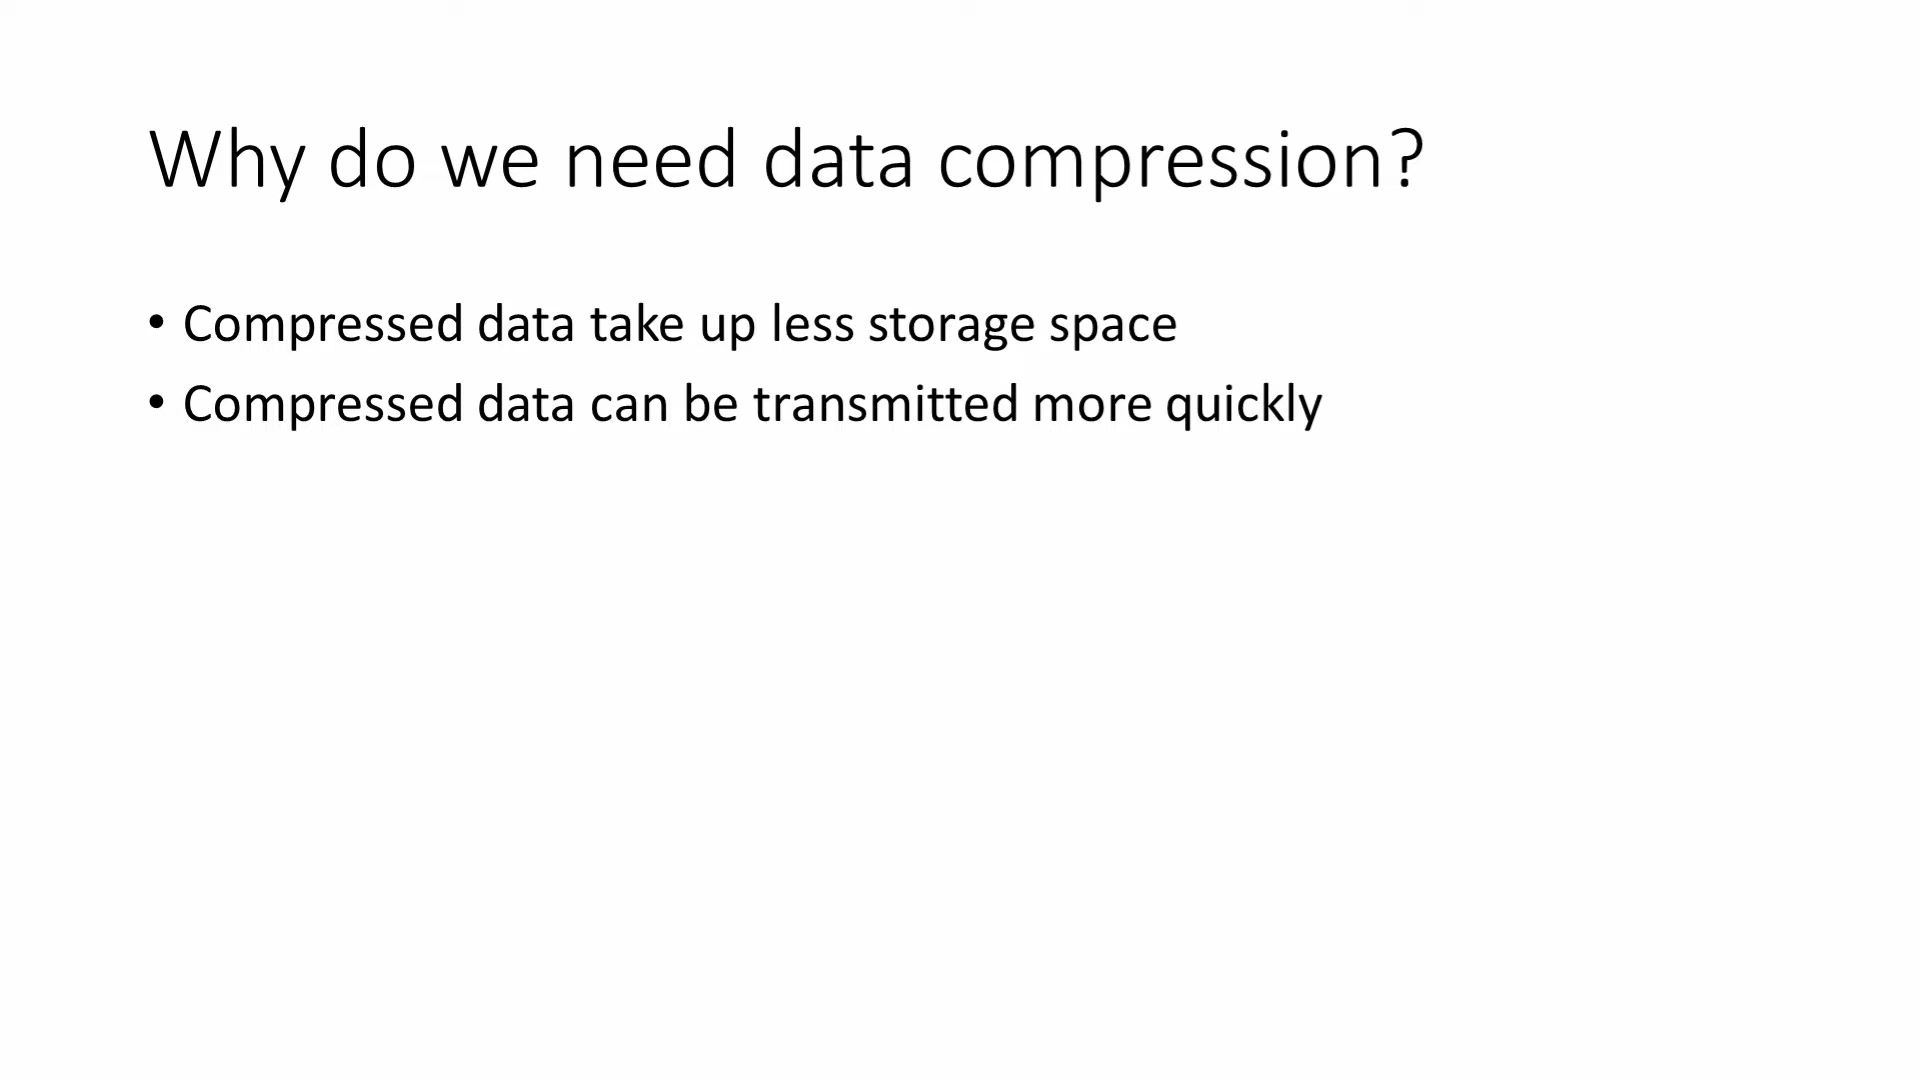 Why do we need data compression?
• Compressed data take up less storage space
• Compressed data can be transmitted more quickly